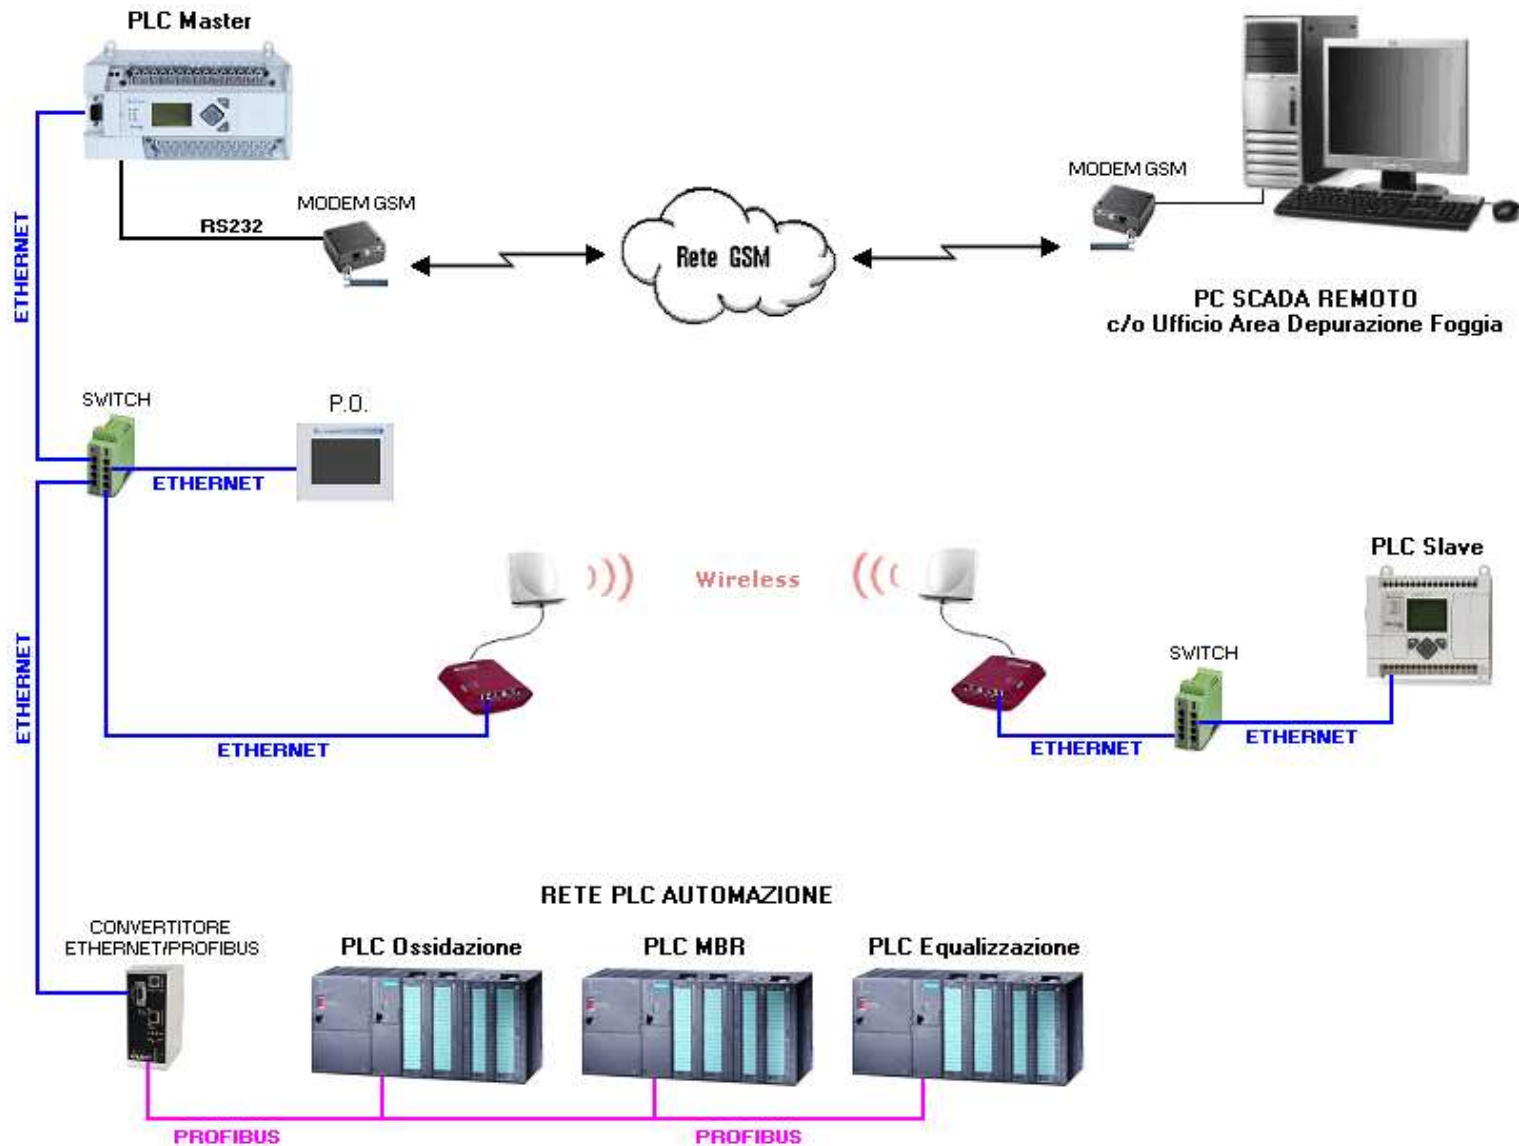 PLC Master
MODEM GSM
RS232
ETHERNET
Rete GSM
MODEM GSM
PC SCADA REMOTO
c/o Ufficio Area Depurazione Foggia
SWITCH
P.O.
ETHERNET
Wireless
PLC Slave
SWITCH
ETHERNET
ETHERNET
ETHERNET
ETHERNET
RETE PLC AUTOMAZIONE
CONVERTITORE
ETHERNET/PROFIBUS
PLC Ossidazione
PLC MBR
PLC Equalizzazione
PROFIBUS
PROFIBUS